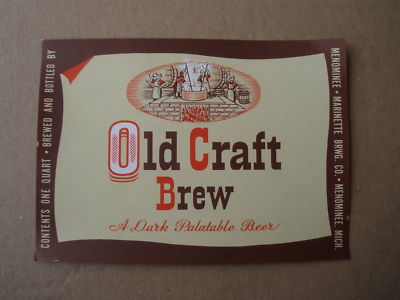 CONTENTS ONE QUART • BREWED AND BOTTLED BY
MENOMINEE • MARINETTE BRWG. CO. • MENOMINEE, MICH.
Old Craft
Brew
A Dark Palatable Beer